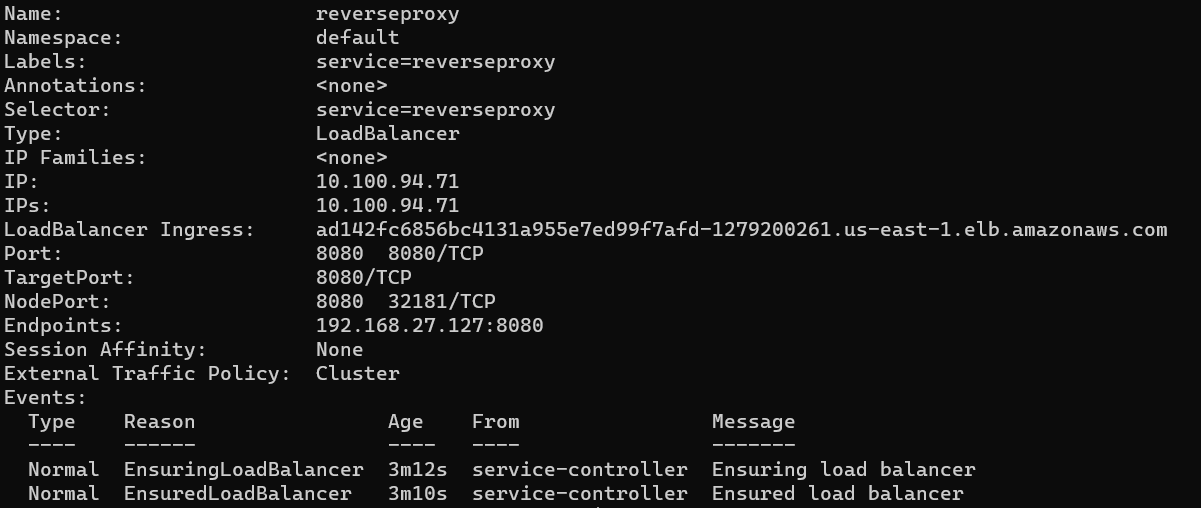 Name: reverseproxy
Namespace: default
Labels: service=reverseproxy
Annotations: <none>
Selector: service=reverseproxy
Type: LoadBalancer
IP Families: <none>
IP: 10.100.94.71
IPs: 10.100.94.71
LoadBalancer Ingress: ad142fc6856bc4131a955e7ed99f7afd-1279200261.us-east-1.elb.amazonaws.com
Port: 8080 8080/TCP
TargetPort: 8080/TCP
NodePort: 8080 32181/TCP
Endpoints: 192.168.27.127:8080
Session Affinity: None
External Traffic Policy: Cluster
Events:
Type Reason Age From Message
---- ------ ---- ---- -------
Normal EnsuringLoadBalancer 3m12s service-controller Ensuring load balancer
Normal EnsuredLoadBalancer 3m10s service-controller Ensured load balancer